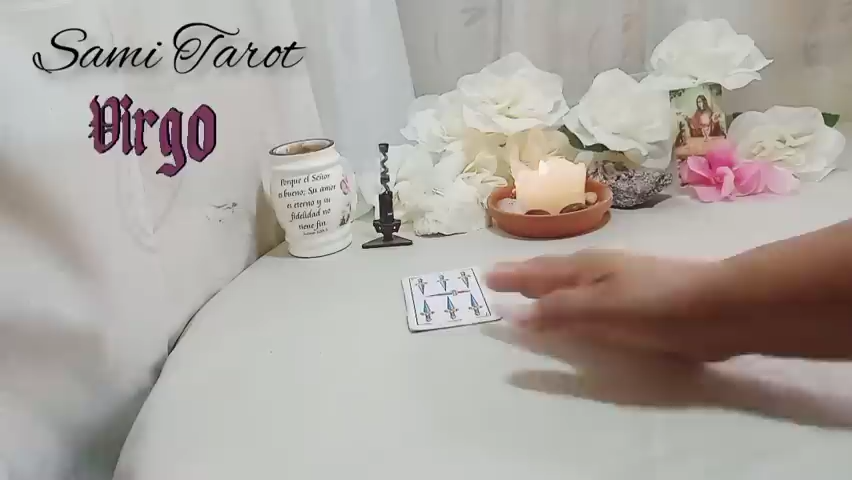 Sami Tarot
Virgo
Porque el Señor
es bueno; Su amor
es eterno y su
fidelidad no
tiene fin.